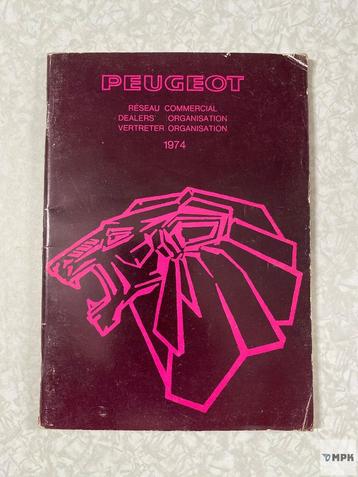 PEUGEOT
RÉSEAU COMMERCIAL
DEALERS' ORGANISATION
VERTRETER ORGANISATION
1974
MPK